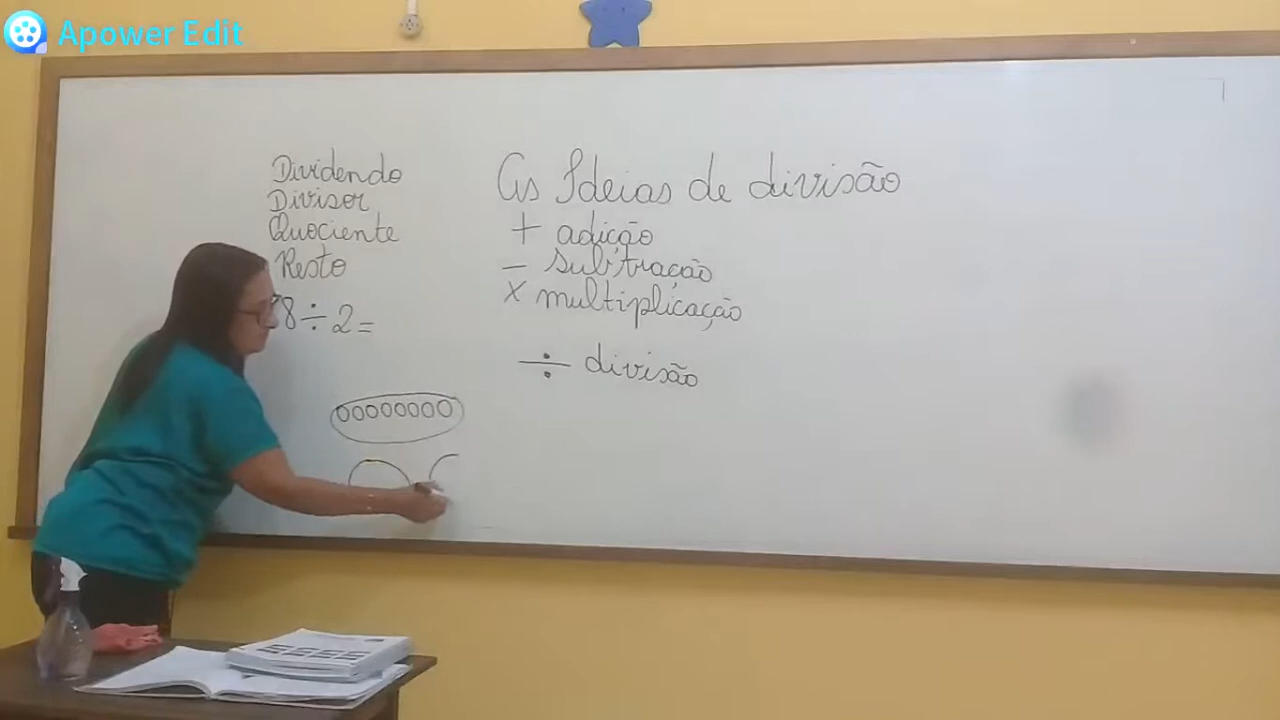 Apower Edit
Dividendo
Divisor
Quociente
Resto
8 ÷ 2 =
As Ideias de divisão
+ adição
− subtração
× multiplicação
÷ divisão